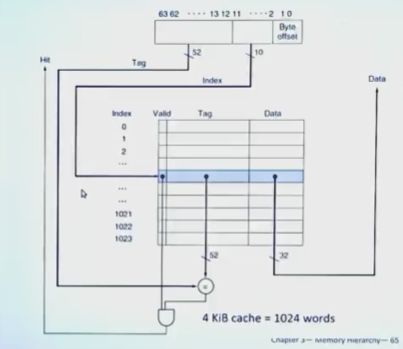 63 62 ···· 13 12 11 ····2 1 0
Byte
offset
52
10
Hit
Tag
Index
Data
Index
Valid
Tag
Data
0
1
2
...
...
...
1021
1022
1023
52
32
=
4 KiB cache = 1024 words
Chapter 5— Memory Hierarchy— 65